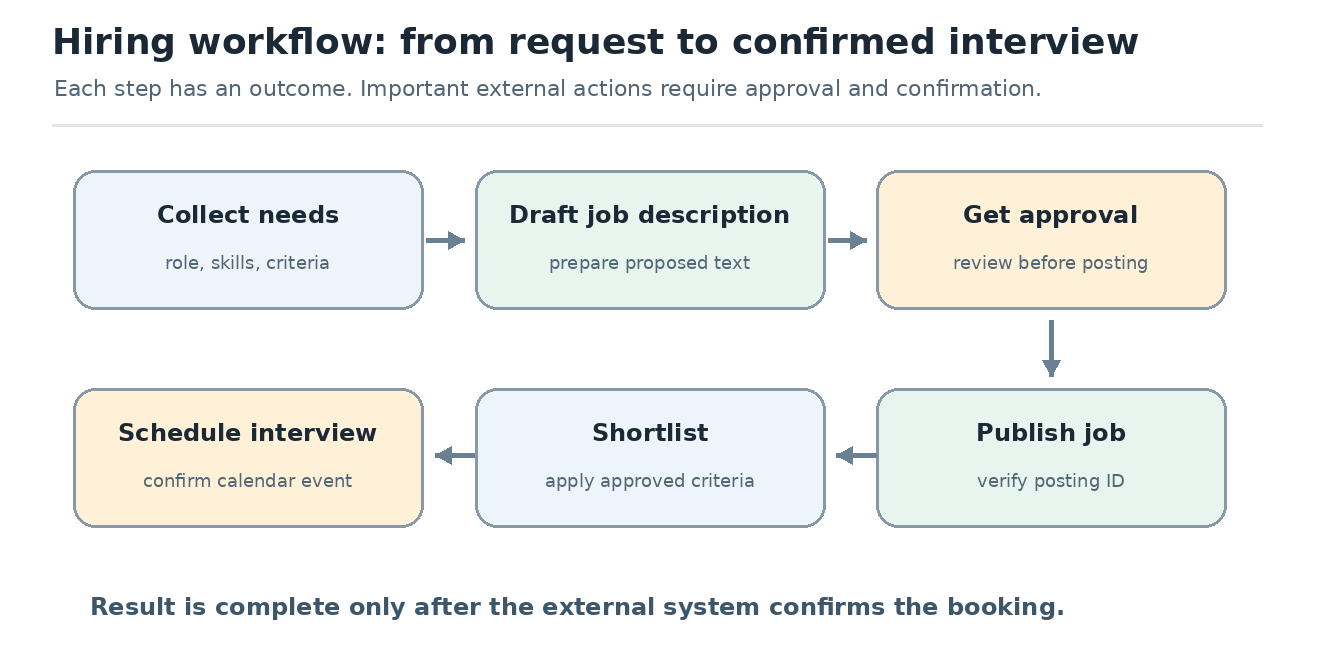 Hiring workflow: from request to confirmed interview
Each step has an outcome. Important external actions require approval and confirmation.
Collect needs
role, skills, criteria
Draft job description
prepare proposed text
Get approval
review before posting
Publish job
verify posting ID
Shortlist
apply approved criteria
Schedule interview
confirm calendar event
Result is complete only after the external system confirms the booking.